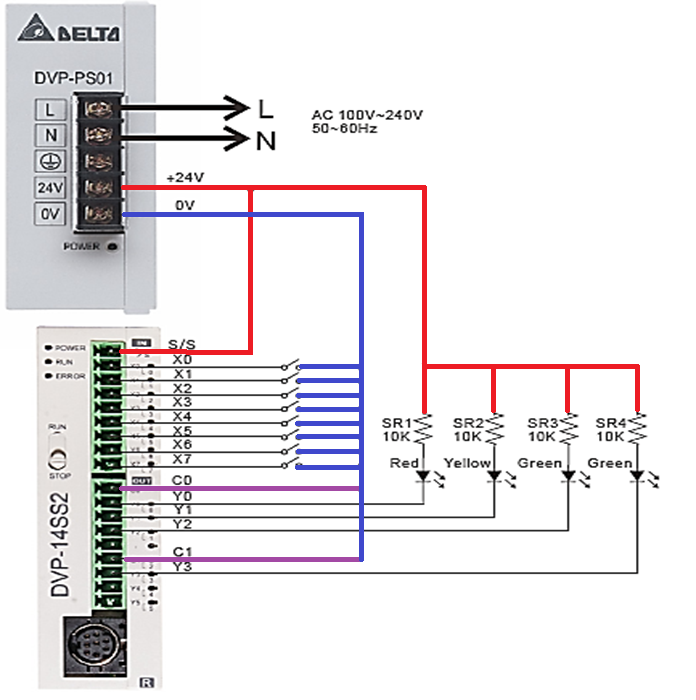 DELTA
DVP-PS01
L
N
24V
0V
POWER
L
N
AC 100V~240V
50~60Hz
+24V
0V
POWER
RUN
ERROR
RUN
STOP
DVP-14SS2
IN
S/S
X0
X1
X2
X3
X4
X5
X6
X7
OUT
C0
Y0
Y1
Y2
C1
Y3
R
SR1
10K
SR2
10K
SR3
10K
SR4
10K
Red
Yellow
Green
Green